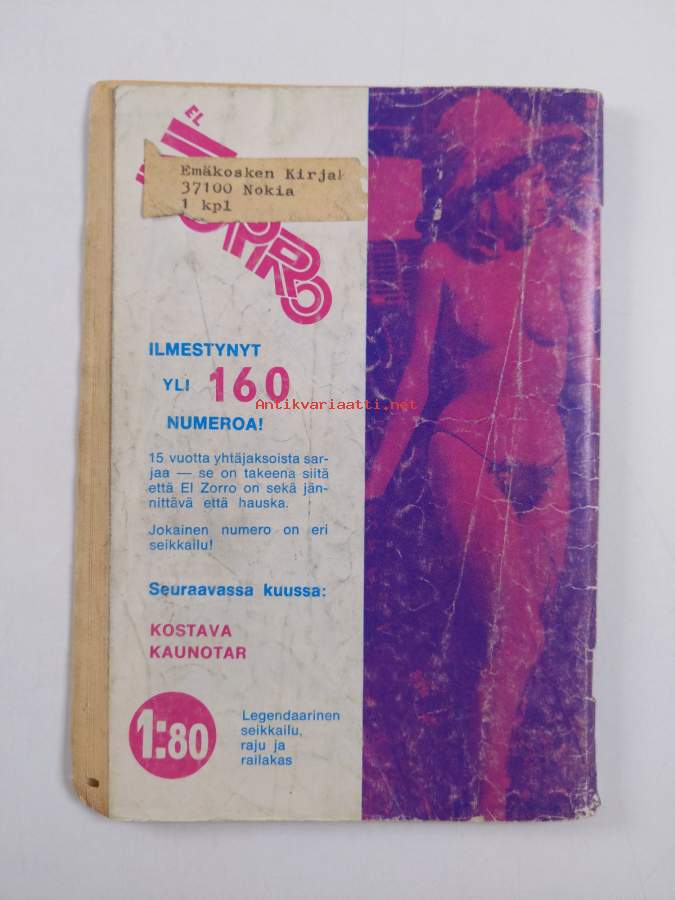 EL
Emäkosken Kirjak
37100 Nokia
1 kpl
ILMESTYNYT
YLI 160
NUMEROA!
Antikvariaatti.net
15 vuotta yhtäjaksoista sar-
jaa — se on takeena siitä
että El Zorro on sekä jän-
nittävä että hauska.
Jokainen numero on eri
seikkailu!
Seuraavassa kuussa:
KOSTAVA
KAUNOTAR
1:80
Legendaarinen
seikkailu,
raju ja
railakas